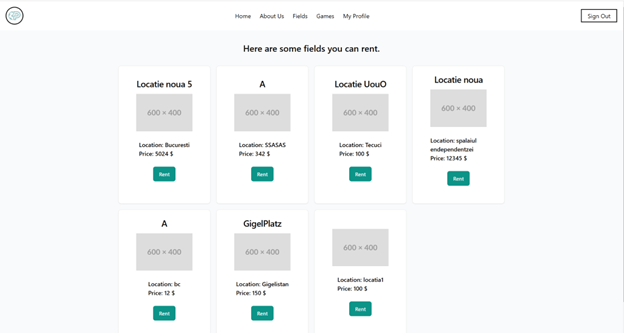 Home About Us Fields Games My Profile Sign Out
Here are some fields you can rent.
Locatie noua 5
600 × 400
Location: Bucuresti
Price: 5024 $
Rent
A
600 × 400
Location: SSASAS
Price: 342 $
Rent
Locatie UouO
600 × 400
Location: Tecuci
Price: 100 $
Rent
Locatie noua
600 × 400
Location: spalaiul
endependentzei
Price: 12345 $
Rent
A
600 × 400
Location: bc
Price: 12 $
Rent
GigelPlatz
600 × 400
Location: Gigelistan
Price: 150 $
Rent
600 × 400
Location: locatia1
Price: 100 $
Rent